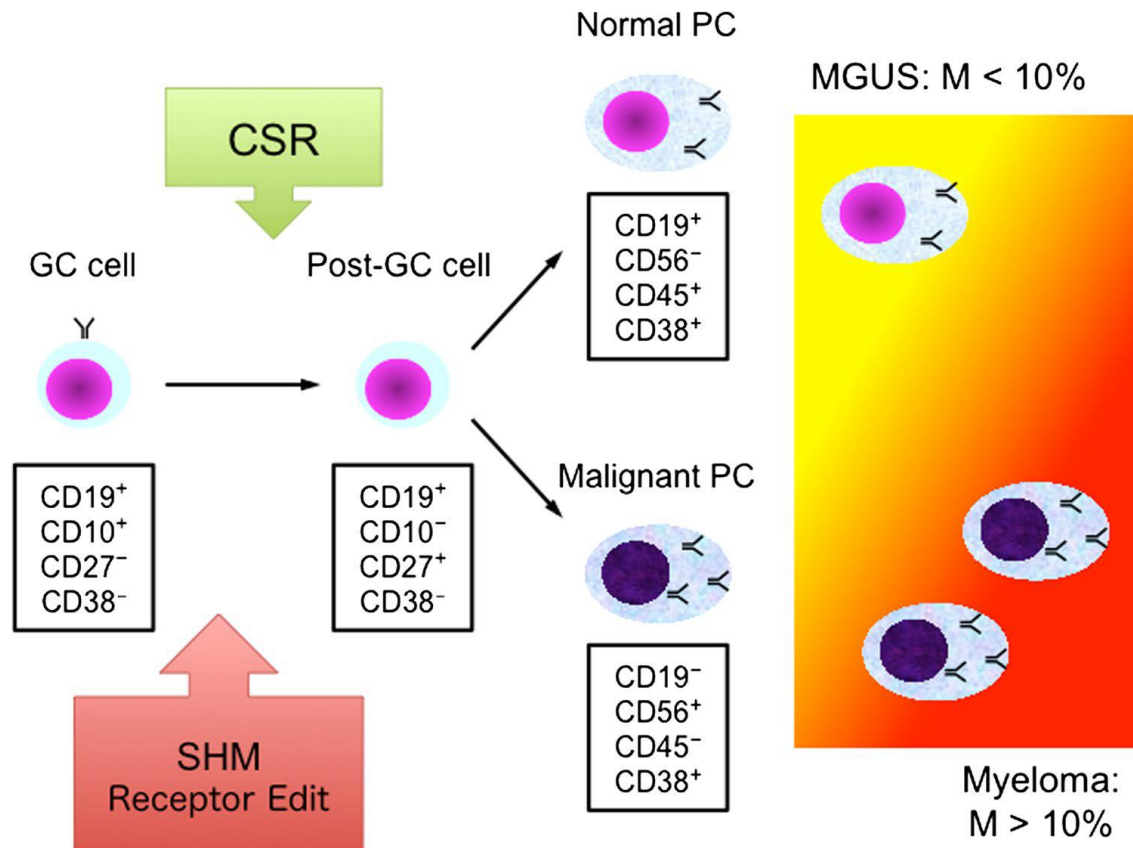 Normal PC
MGUS: M < 10%
CSR
CD19⁺
CD56⁻
CD45⁺
CD38⁺
GC cell
Post-GC cell
Malignant PC
CD19⁺
CD10⁺
CD27⁻
CD38⁻
CD19⁺
CD10⁻
CD27⁺
CD38⁻
CD19⁻
CD56⁺
CD45⁻
CD38⁺
SHM
Receptor Edit
Myeloma:
M > 10%